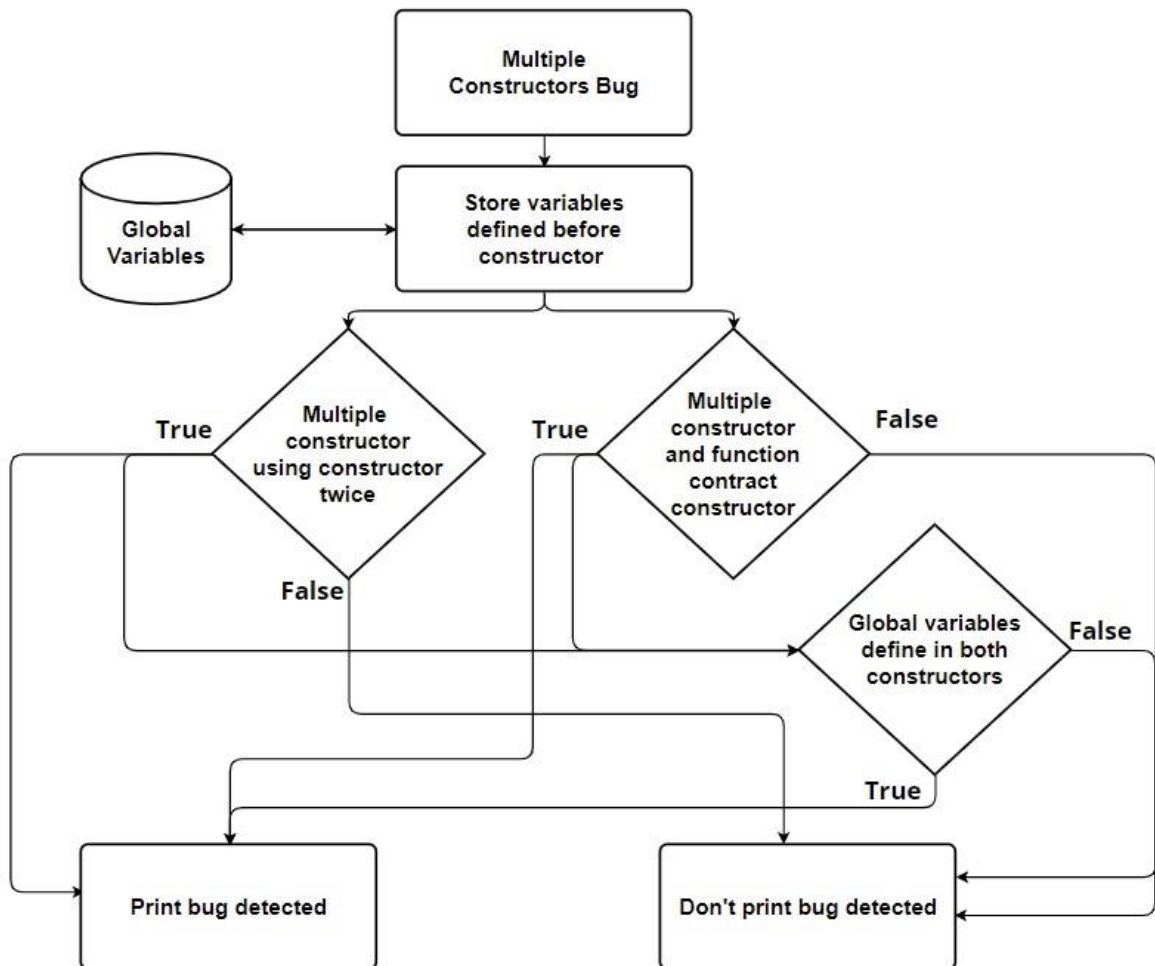 Multiple
Constructors Bug
Global
Variables
Store variables
defined before
constructor
True
Multiple
constructor
using constructor
twice
False
True
Multiple
constructor
and function
contract
constructor
False
Global variables
define in both
constructors
False
True
Print bug detected
Don't print bug detected